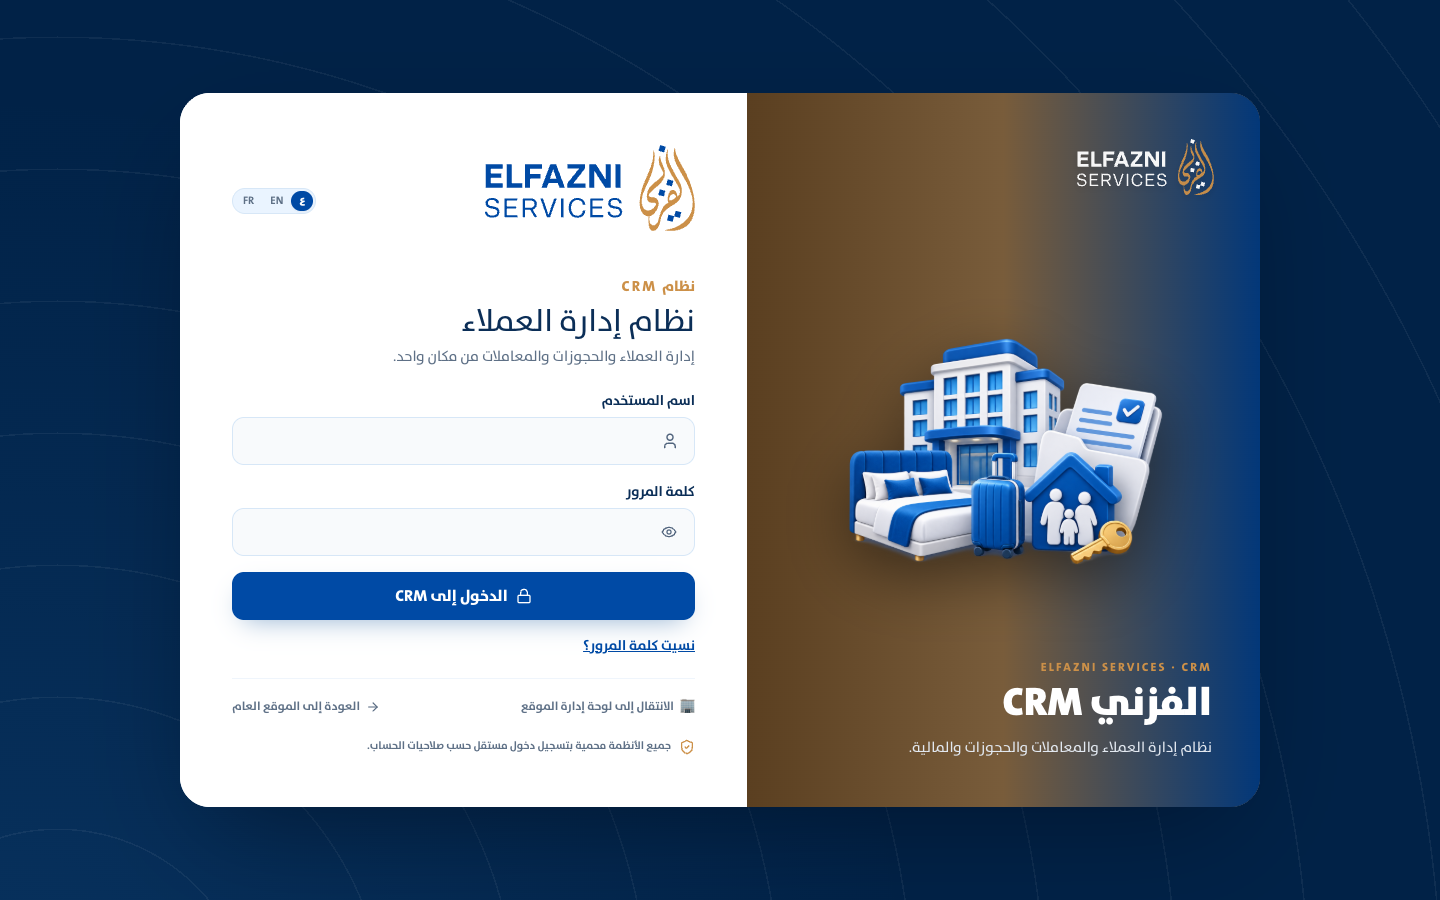 ELFAZNI
SERVICES
ELFAZNI SERVICES · CRM
الفزني CRM
نظام إدارة العملاء والمعاملات والحجوزات والمالية.
ELFAZNI
SERVICES
ع EN FR
نظام CRM
نظام إدارة العملاء
إدارة العملاء والحجوزات والمعاملات من مكان واحد.
اسم المستخدم
كلمة المرور
الدخول إلى CRM
نسيت كلمة المرور؟
الانتقال إلى لوحة إدارة الموقع
العودة إلى الموقع العام
جميع الأنظمة محمية بتسجيل دخول مستقل حسب صلاحيات الحساب.